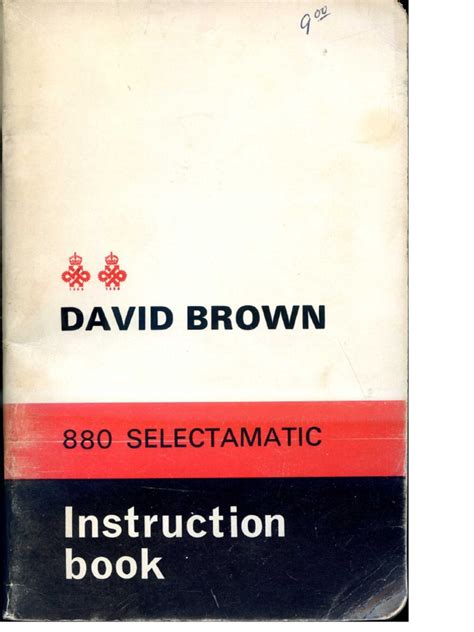 9.00
DAVID BROWN
880 SELECTAMATIC
Instruction
book